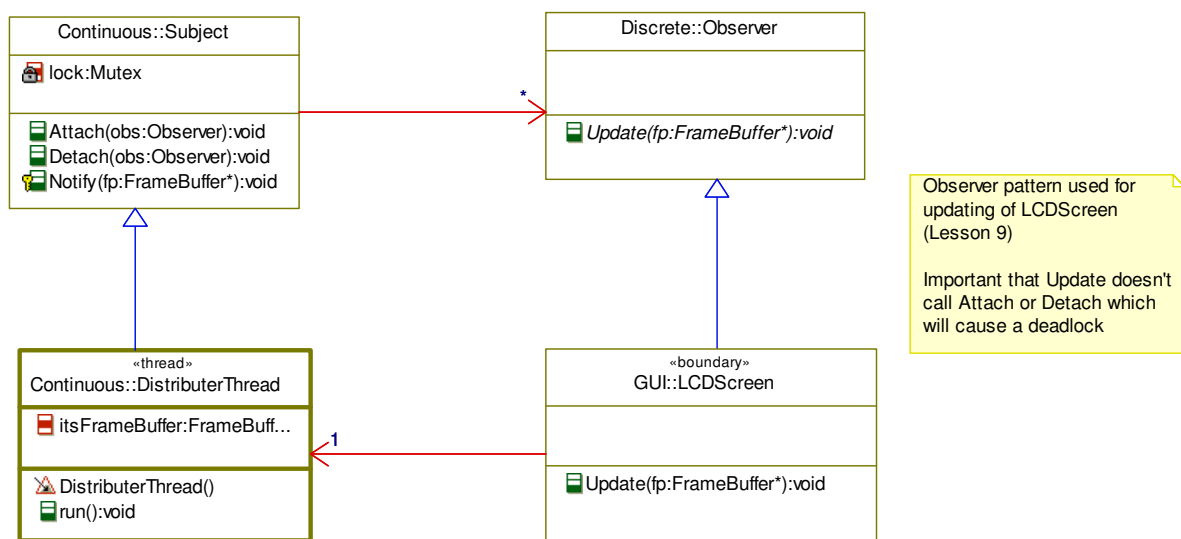 Continuous::Subject
lock:Mutex
Attach(obs:Observer):void
Detach(obs:Observer):void
Notify(fp:FrameBuffer*):void
*
Discrete::Observer
Update(fp:FrameBuffer*):void
Observer pattern used for
updating of LCDScreen
(Lesson 9)
Important that Update doesn't
call Attach or Detach which
will cause a deadlock
«thread»
Continuous::DistributerThread
itsFrameBuffer:FrameBuff...
DistributerThread()
run():void
1
«boundary»
GUI::LCDScreen
Update(fp:FrameBuffer*):void